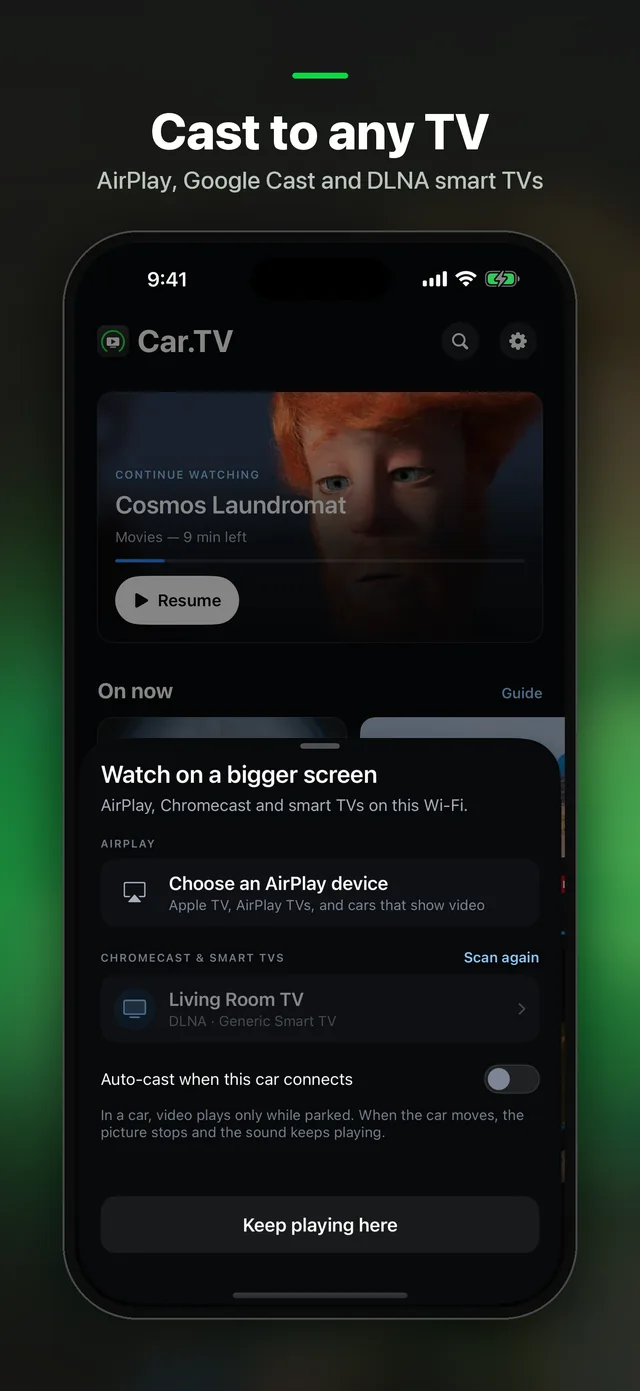 Cast to any TV
AirPlay, Google Cast and DLNA smart TVs
9:41
Car.TV
CONTINUE WATCHING
Cosmos Laundromat
Movies — 9 min left
Resume
On now
Guide
Watch on a bigger screen
AirPlay, Chromecast and smart TVs on this Wi-Fi.
AIRPLAY
Choose an AirPlay device
Apple TV, AirPlay TVs, and cars that show video
CHROMECAST & SMART TVS
Scan again
Living Room TV
DLNA · Generic Smart TV
Auto-cast when this car connects
In a car, video plays only while parked. When the car moves, the
picture stops and the sound keeps playing.
Keep playing here